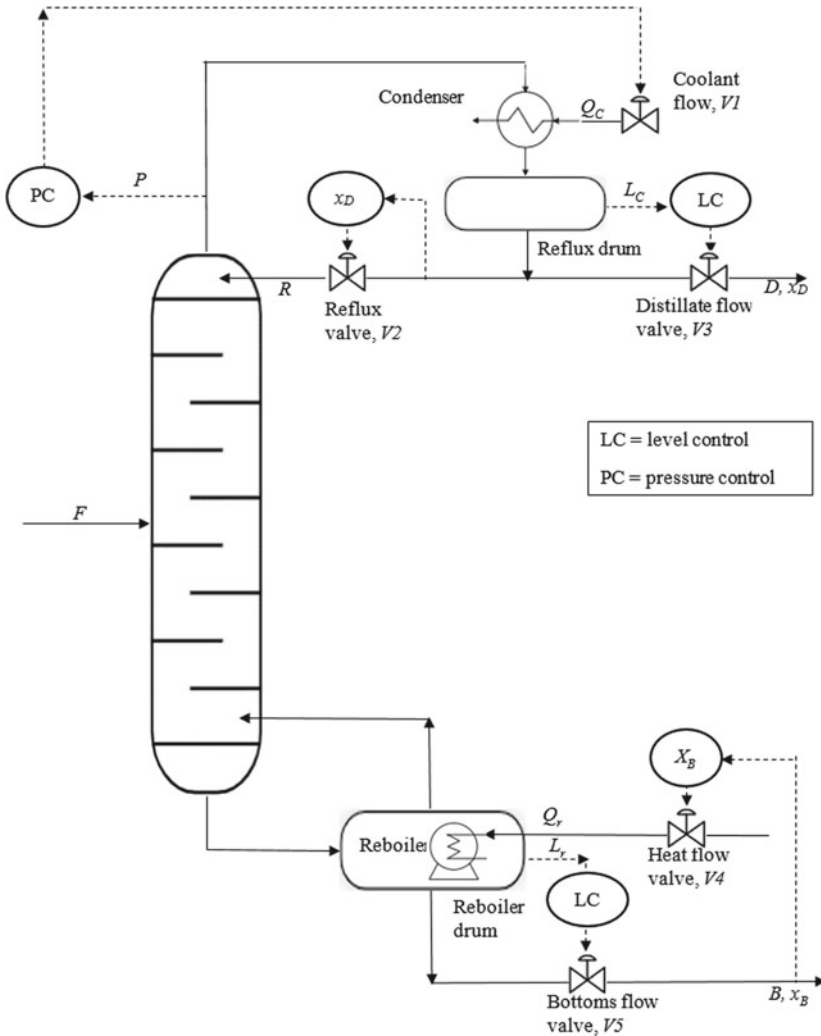 Condenser
Q_C
Coolant
flow, V1
PC
P
x_D
L_C
LC
Reflux drum
R
Reflux
valve, V2
Distillate flow
valve, V3
D, x_D
LC = level control
PC = pressure control
F
X_B
Q_r
Reboiler
L_r
Heat flow
valve, V4
LC
Reboiler
drum
Bottoms flow
valve, V5
B, x_B